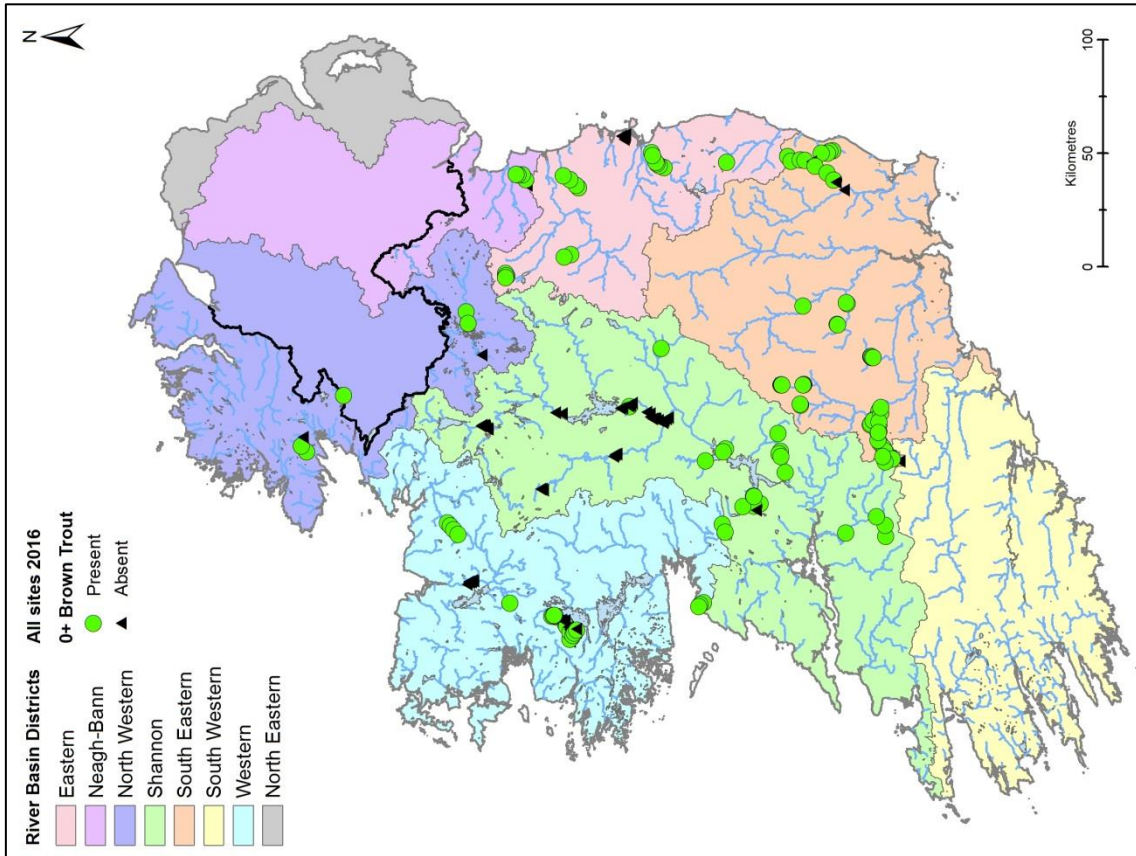 River Basin Districts
Eastern
Neagh-Bann
North Western
Shannon
South Eastern
South Western
Western
North Eastern
All sites 2016
0+ Brown Trout
Present
Absent
N
0
50
100
Kilometres